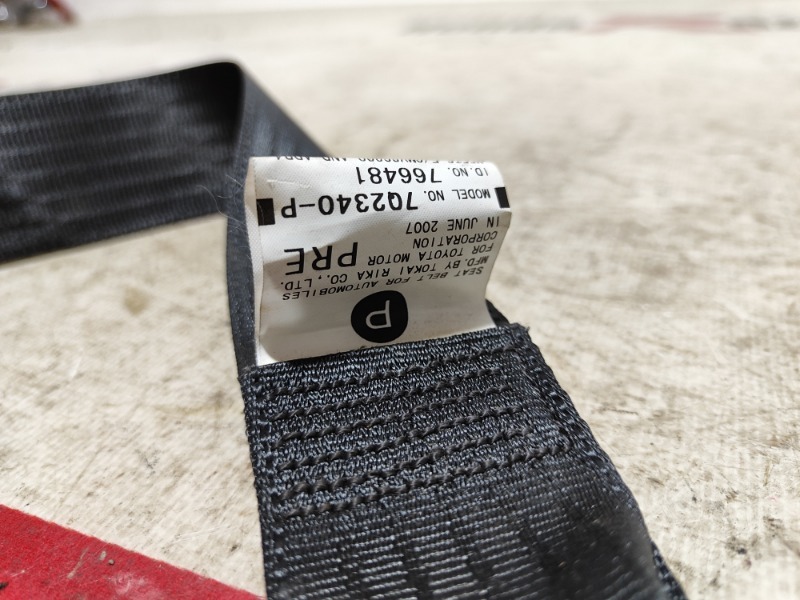 P
SEAT BELT FOR AUTOMOBILES
MFD. BY TOKAI RIKA CO., LTD.
FOR TOYOTA MOTOR
CORPORATION
PRE
IN JUNE 2007
MODEL NO. 7Q2340-P
I.D.NO. 766481